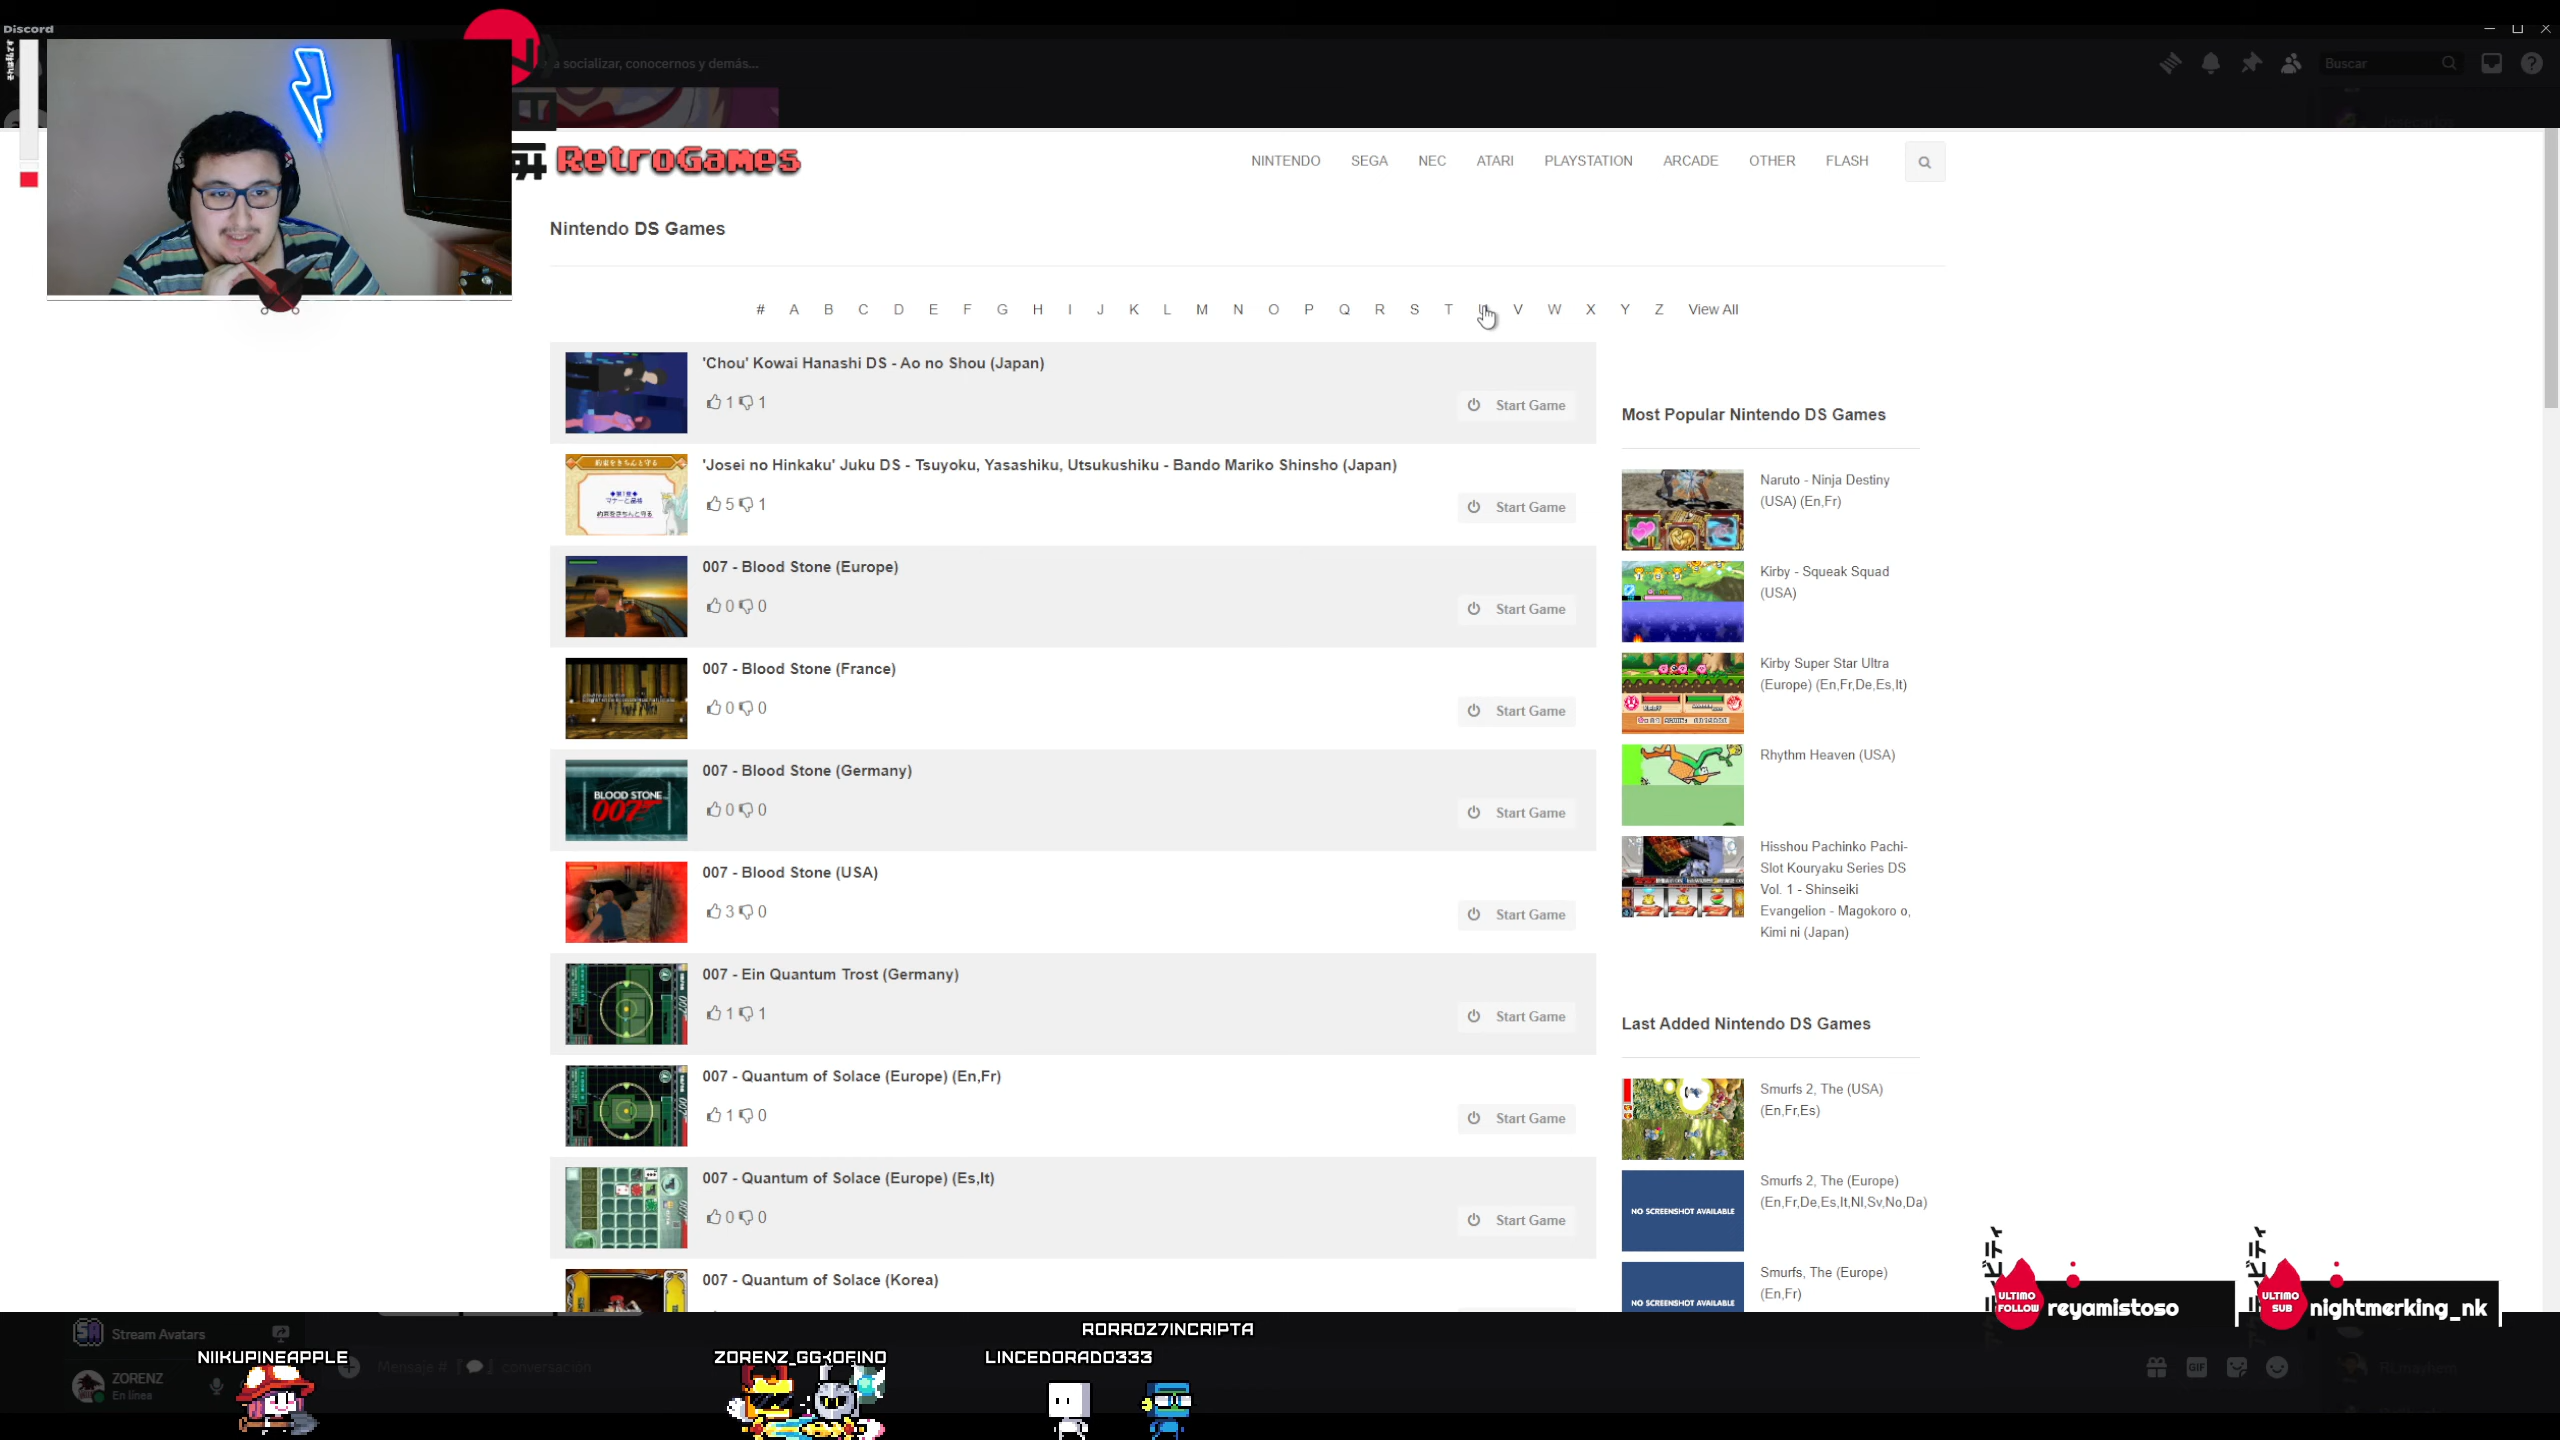 Discord
a socializar, conocernos y demás...
Buscar
RetroGames
NINTENDO SEGA NEC ATARI PLAYSTATION ARCADE OTHER FLASH
Nintendo DS Games
# A B C D E F G H I J K L M N O P Q R S T U V W X Y Z View All
'Chou' Kowai Hanashi DS - Ao no Shou (Japan)
1 1
Start Game
'Josei no Hinkaku' Juku DS - Tsuyoku, Yasashiku, Utsukushiku - Bando Mariko Shinsho (Japan)
5 1
Start Game
007 - Blood Stone (Europe)
0 0
Start Game
007 - Blood Stone (France)
0 0
Start Game
BLOOD STONE
007
007 - Blood Stone (Germany)
0 0
Start Game
007 - Blood Stone (USA)
3 0
Start Game
007 - Ein Quantum Trost (Germany)
1 1
Start Game
007 - Quantum of Solace (Europe) (En,Fr)
1 0
Start Game
007 - Quantum of Solace (Europe) (Es,It)
0 0
Start Game
007 - Quantum of Solace (Korea)
Most Popular Nintendo DS Games
Naruto - Ninja Destiny
(USA) (En,Fr)
Kirby - Squeak Squad
(USA)
Kirby Super Star Ultra
(Europe) (En,Fr,De,Es,It)
Rhythm Heaven (USA)
Hisshou Pachinko Pachi-
Slot Kouryaku Series DS
Vol. 1 - Shinseiki
Evangelion - Magokoro o,
Kimi ni (Japan)
Last Added Nintendo DS Games
Smurfs 2, The (USA)
(En,Fr,Es)
NO SCREENSHOT AVAILABLE
Smurfs 2, The (Europe)
(En,Fr,De,Es,It,Nl,Sv,No,Da)
NO SCREENSHOT AVAILABLE
Smurfs, The (Europe)
(En,Fr)
ULTIMO
FOLLOW
reyamistoso
ULTIMO
SUB
nightmerking_nk
SA
Stream Avatars
RORROZ7INCRIPTA
NIIKUPINEAPPLE
LINCEDORADO333
Mensaje # conversación
ZORENZ
En línea
GIF